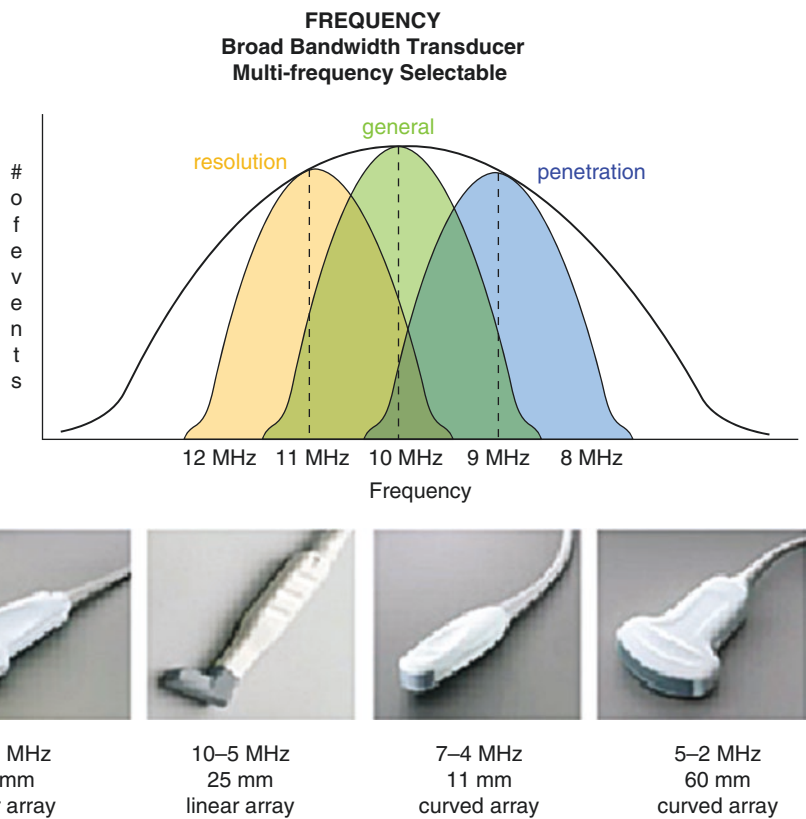 FREQUENCY
Broad Bandwidth Transducer
Multi-frequency Selectable
general
resolution
penetration
# of events
12 MHz 11 MHz 10 MHz 9 MHz 8 MHz
Frequency
MHz 10–5 MHz 7–4 MHz 5–2 MHz
mm 25 mm 11 mm 60 mm
array linear array curved array curved array